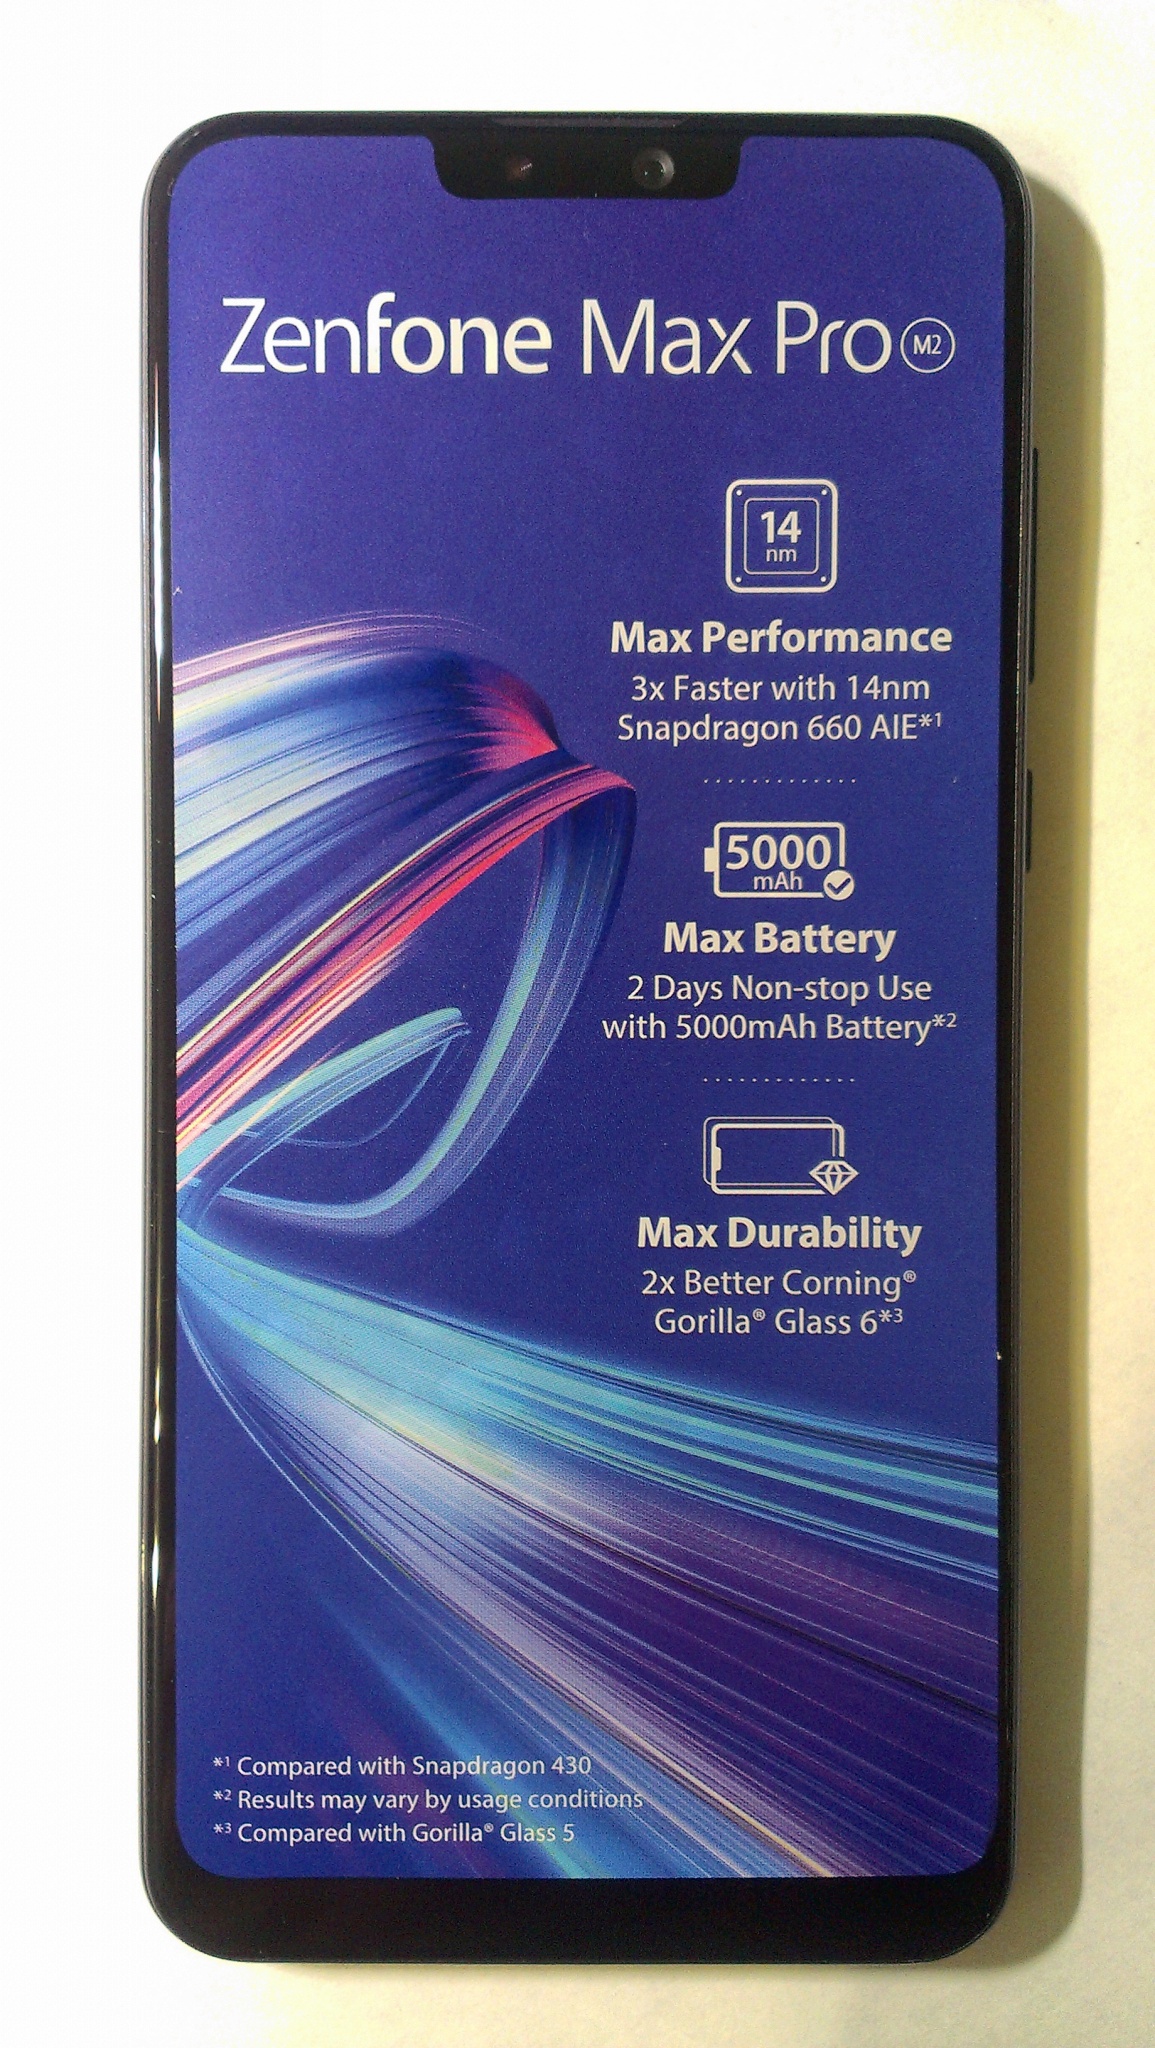 Zenfone Max Pro M2
14
nm
Max Performance
3x Faster with 14nm
Snapdragon 660 AIE*1
5000
mAh
Max Battery
2 Days Non-stop Use
with 5000mAh Battery*2
Max Durability
2x Better Corning®
Gorilla® Glass 6*3
*1 Compared with Snapdragon 430
*2 Results may vary by usage conditions
*3 Compared with Gorilla® Glass 5